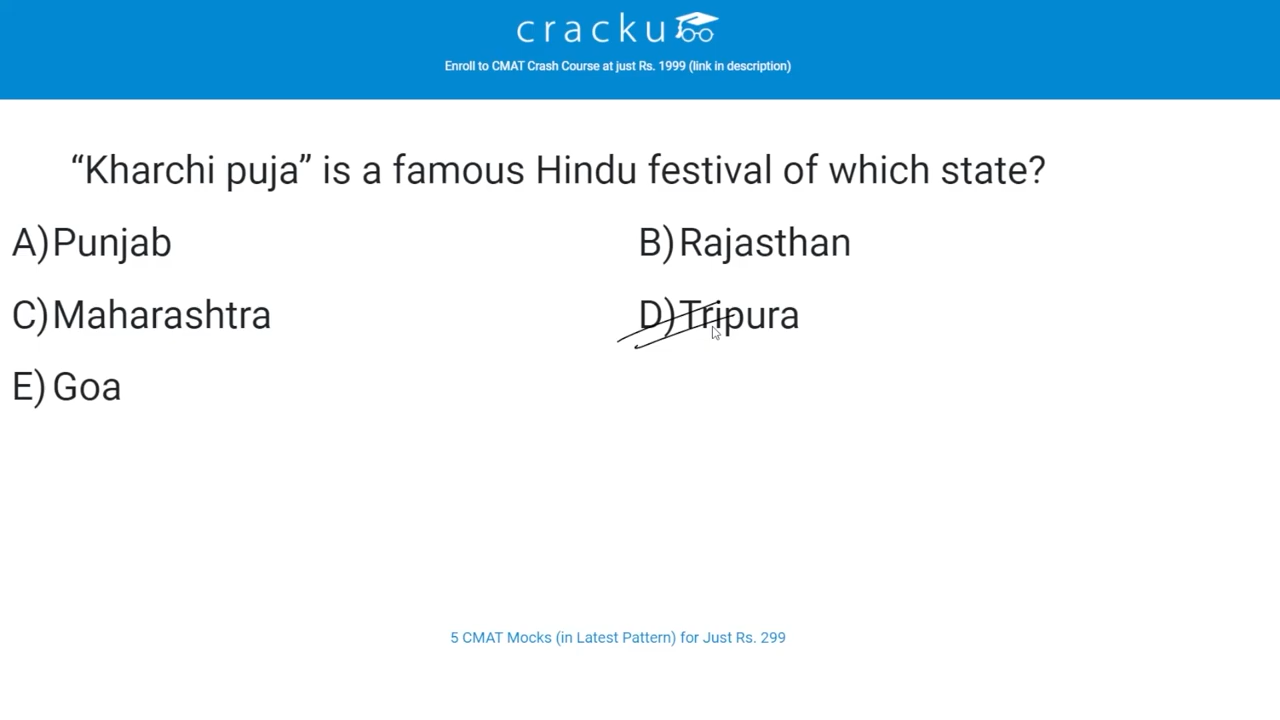 cracku
Enroll to CMAT Crash Course at just Rs. 1999 (link in description)
“Kharchi puja” is a famous Hindu festival of which state?
A)Punjab
B)Rajasthan
C)Maharashtra
D)Tripura
E)Goa
5 CMAT Mocks (in Latest Pattern) for Just Rs. 299